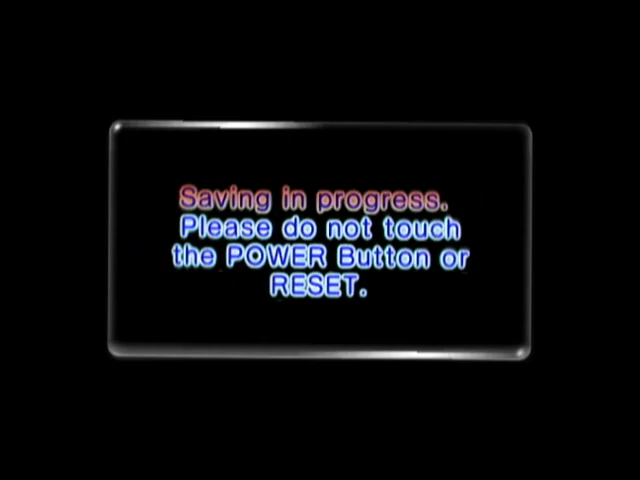 Saving in progress.
Please do not touch
the POWER Button or
RESET.